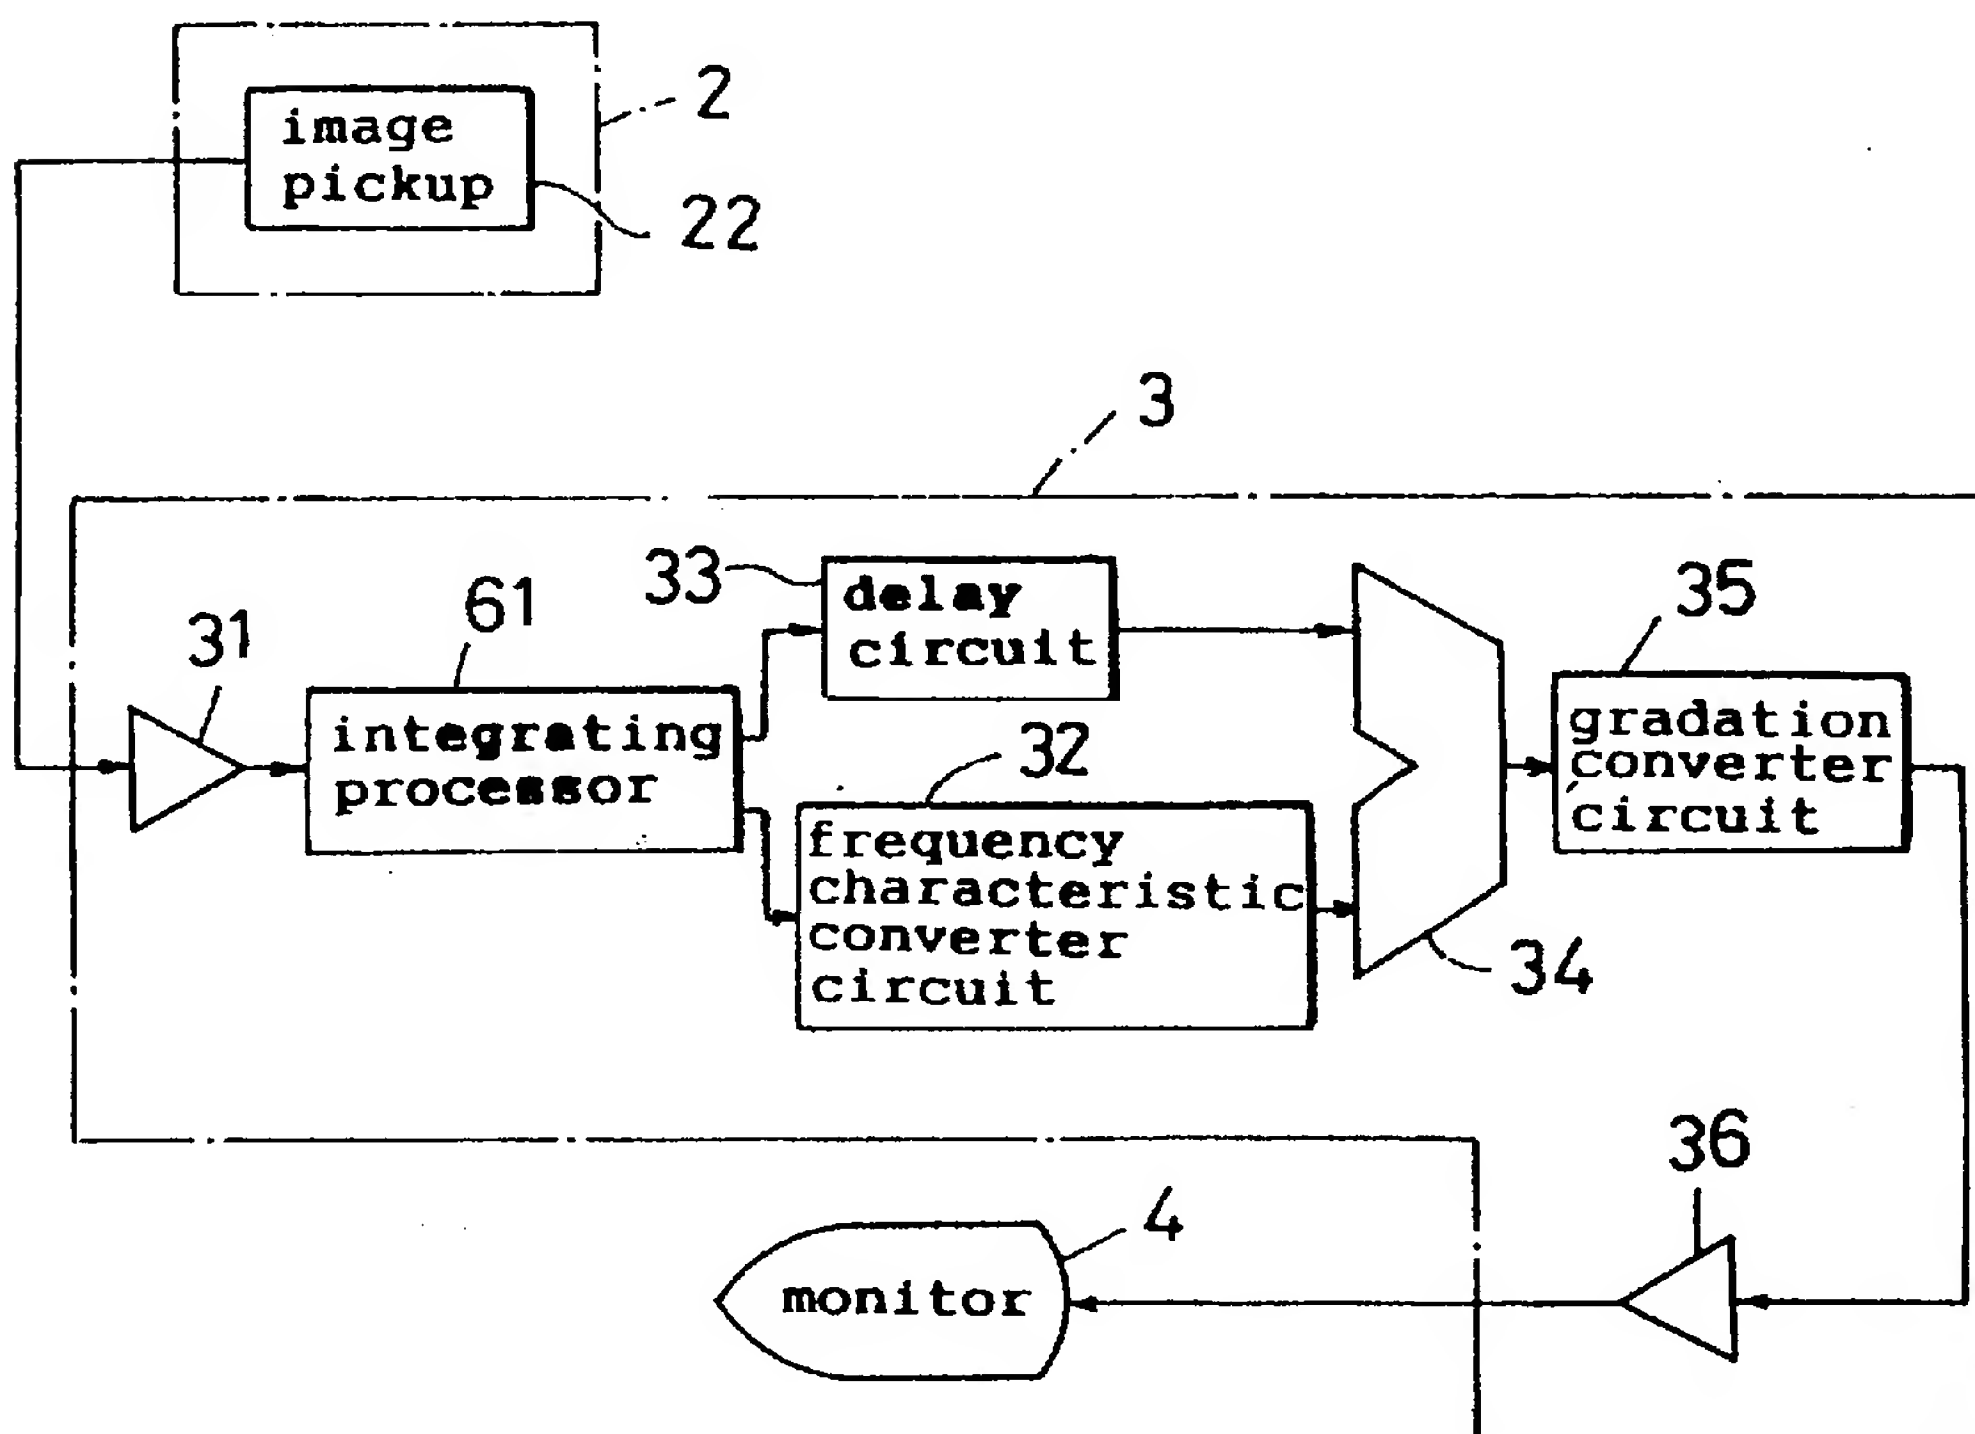 2
image
pickup
22
3
33
delay
circuit
35
61
31
integrating
processor
32
gradation
converter
circuit
frequency
characteristic
converter
circuit
34
36
4
monitor